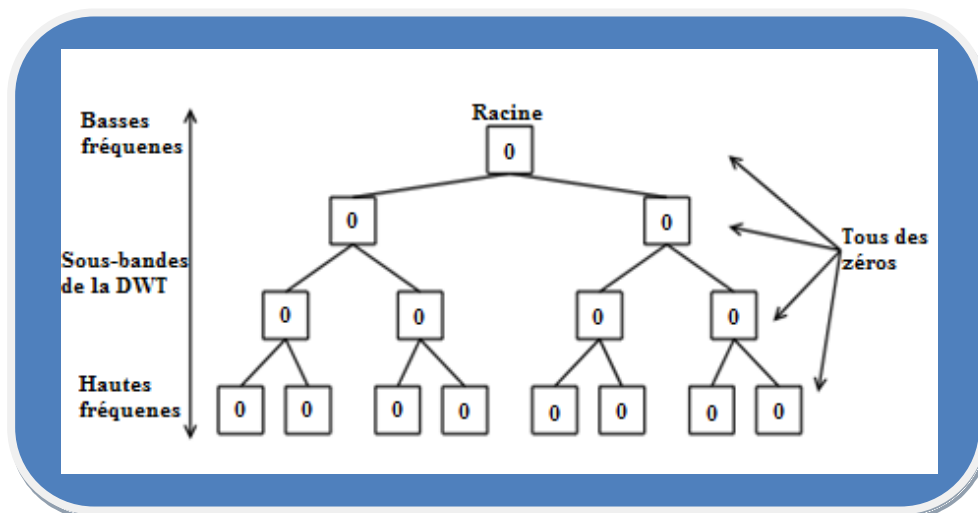 Basses
fréquenes
Racine
0
0 0
Sous-bandes
de la DWT
Tous des
zéros
0 0 0 0
Hautes
fréquenes
0 0 0 0 0 0 0 0